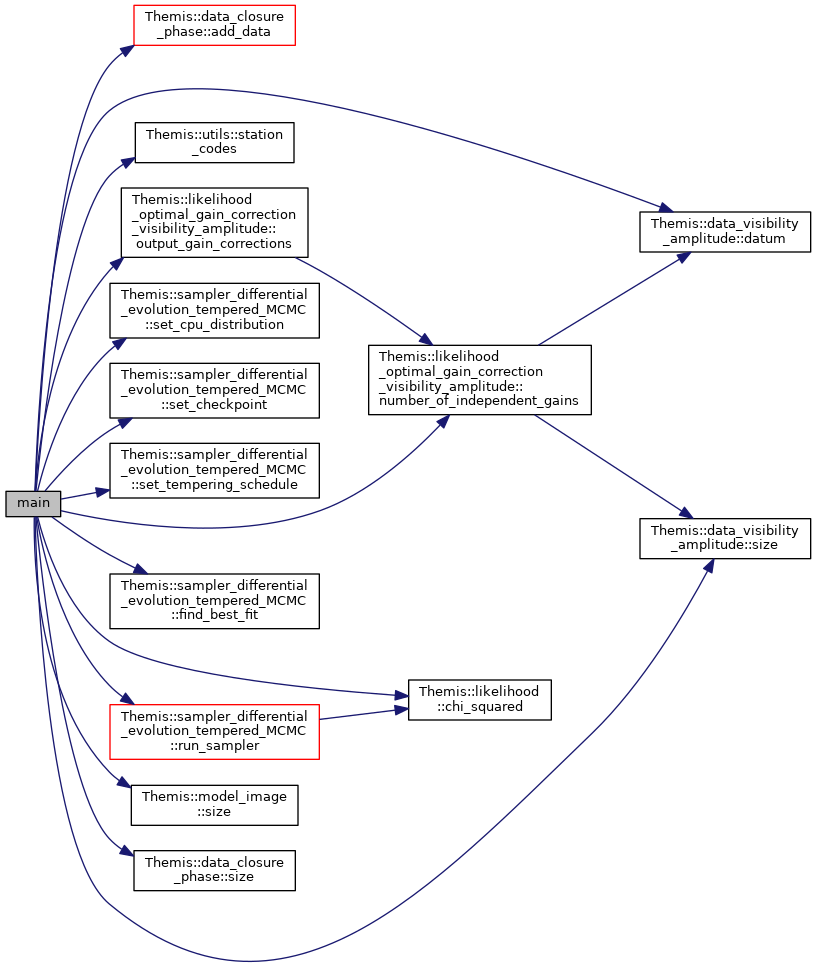 Themis::data_closure
_phase::add_data
Themis::utils::station
_codes
Themis::likelihood
_optimal_gain_correction
_visibility_amplitude::
output_gain_corrections
Themis::sampler_differential
_evolution_tempered_MCMC
::set_cpu_distribution
Themis::sampler_differential
_evolution_tempered_MCMC
::set_checkpoint
Themis::sampler_differential
_evolution_tempered_MCMC
::set_tempering_schedule
main
Themis::sampler_differential
_evolution_tempered_MCMC
::find_best_fit
Themis::sampler_differential
_evolution_tempered_MCMC
::run_sampler
Themis::model_image
::size
Themis::data_closure
_phase::size
Themis::likelihood
_optimal_gain_correction
_visibility_amplitude::
number_of_independent_gains
Themis::likelihood
::chi_squared
Themis::data_visibility
_amplitude::datum
Themis::data_visibility
_amplitude::size